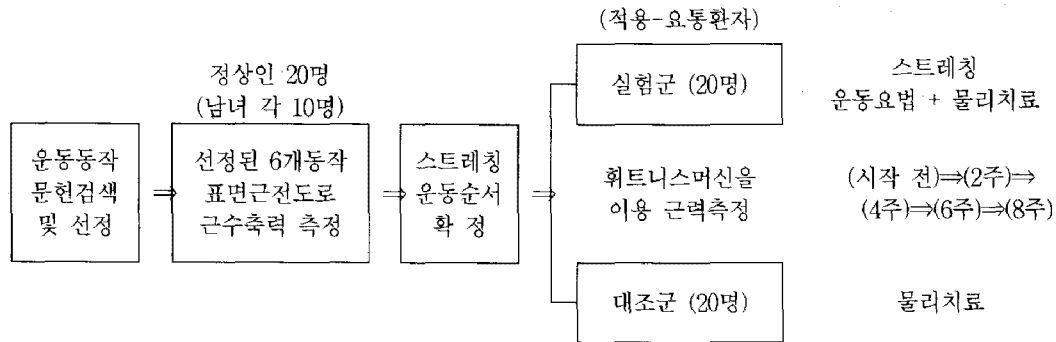 (적용-요통환자)
정상인 20명
(남녀 각 10명)
실험군 (20명)
스트레칭
운동요법 + 물리치료
운동동작
문헌검색
및 선정
⇒
선정된 6개동작
표면근전도로
근수축력 측정
⇒
스트레칭
운동순서
확 정
⇒
휘트니스머신을
이용 근력측정
(시작 전)⇒(2주)⇒
(4주)⇒(6주)⇒(8주)
대조군 (20명)
물리치료